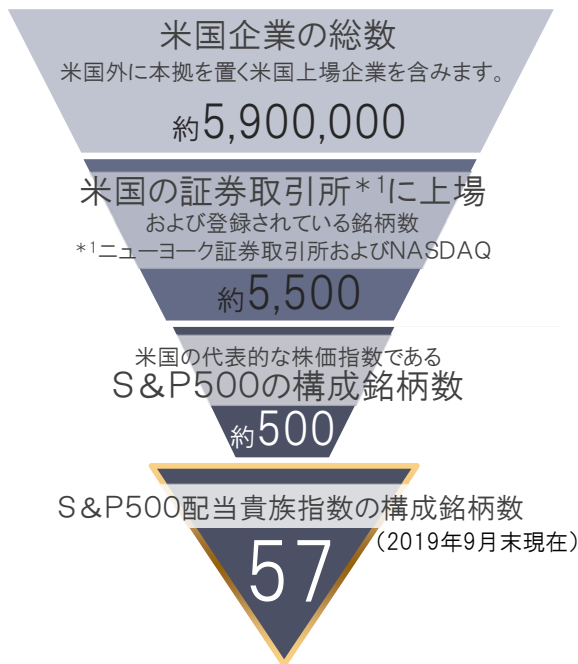 米国企業の総数
米国外に本拠を置く米国上場企業を含みます。
約5,900,000
米国の証券取引所*1に上場
および登録されている銘柄数
*1ニューヨーク証券取引所およびNASDAQ
約5,500
米国の代表的な株価指数である
S&P500の構成銘柄数
約500
S&P500配当貴族指数の構成銘柄数
(2019年9月末現在)
57